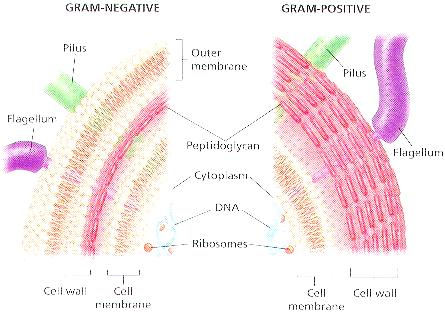 GRAM-NEGATIVE
GRAM-POSITIVE
Pilus
Outer
membrane
Pilus
Flagellum
Peptidoglycan
Flagellum
Cytoplasm
DNA
Ribosomes
Cell wall
Cell
membrane
Cell
membrane
Cell wall